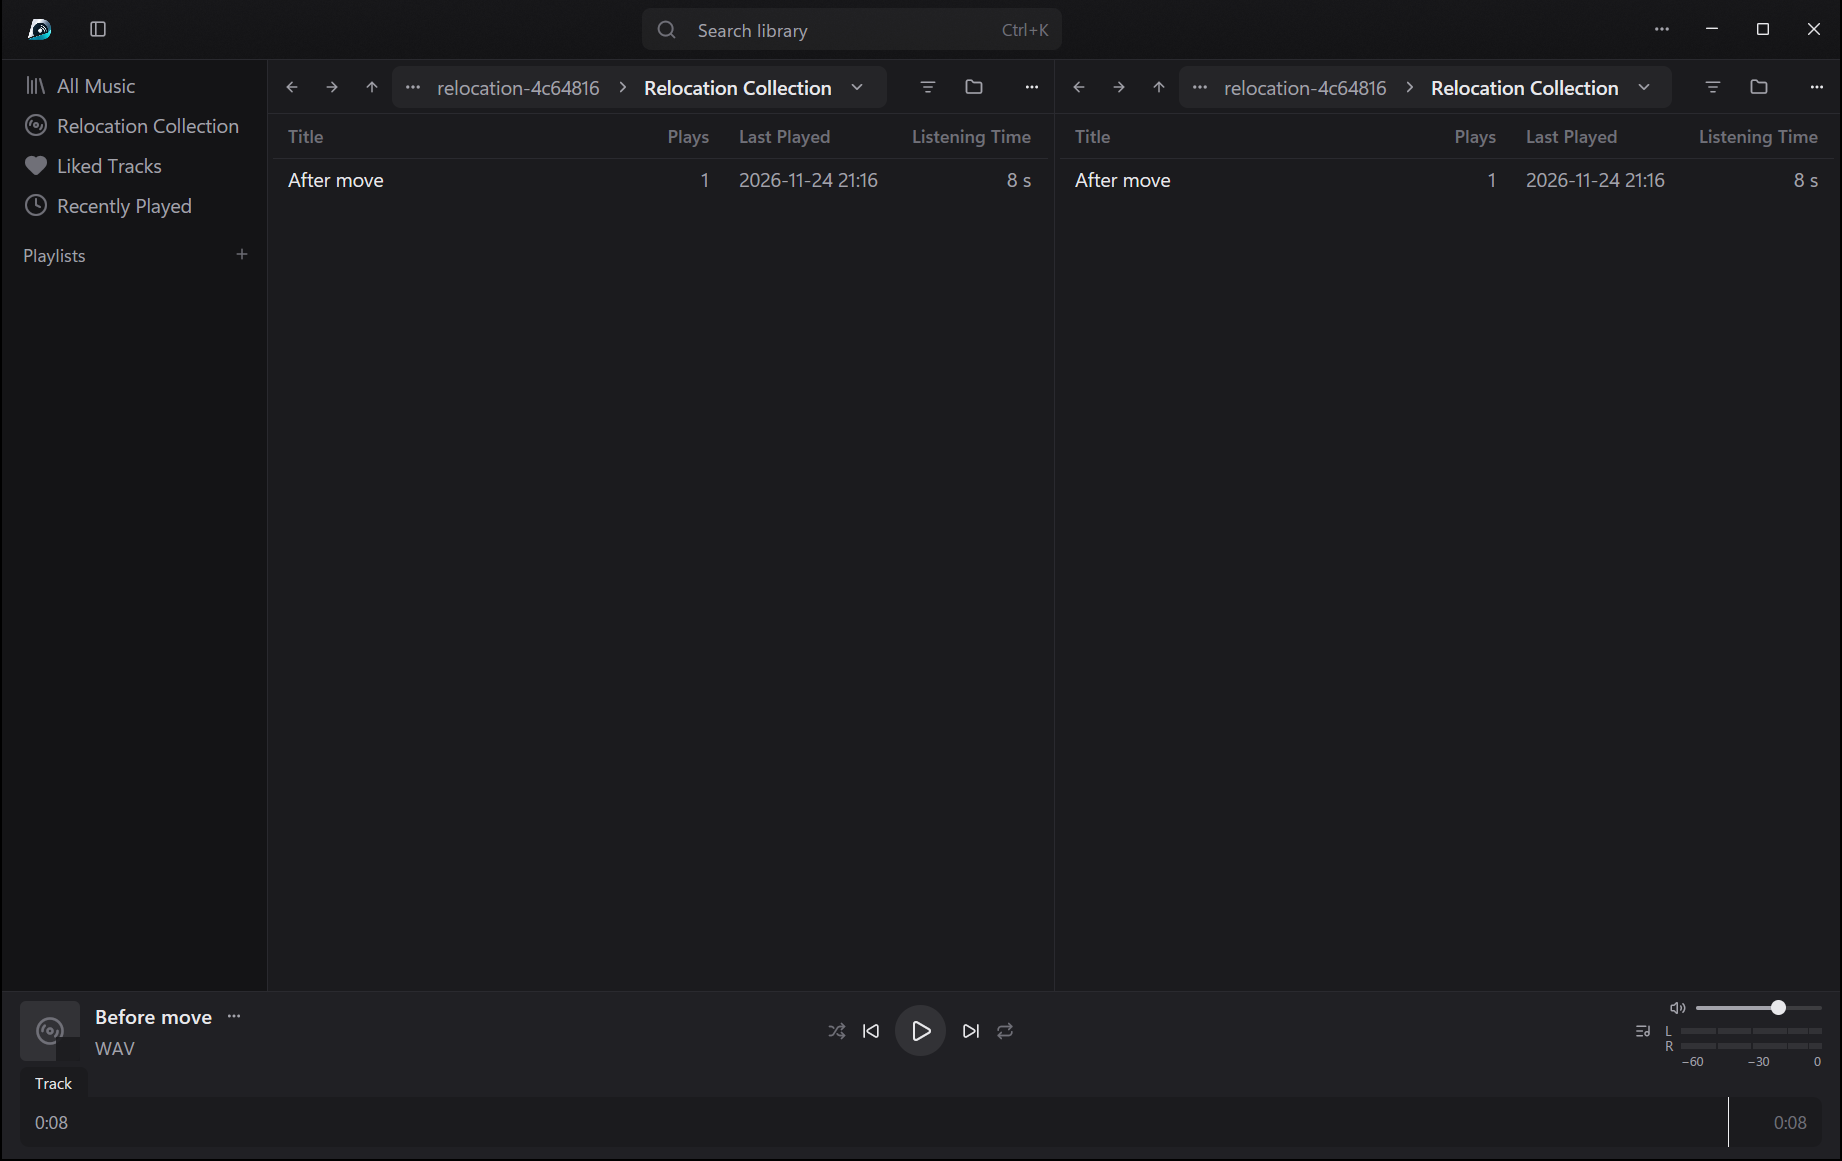 Search library Ctrl+K
All Music
Relocation Collection
Liked Tracks
Recently Played
Playlists
relocation-4c64816 > Relocation Collection
Title Plays Last Played Listening Time
After move 1 2026-11-24 21:16 8 s
relocation-4c64816 > Relocation Collection
Title Plays Last Played Listening Time
After move 1 2026-11-24 21:16 8 s
Before move
WAV
L
R
−60 −30 0
Track
0:08 0:08